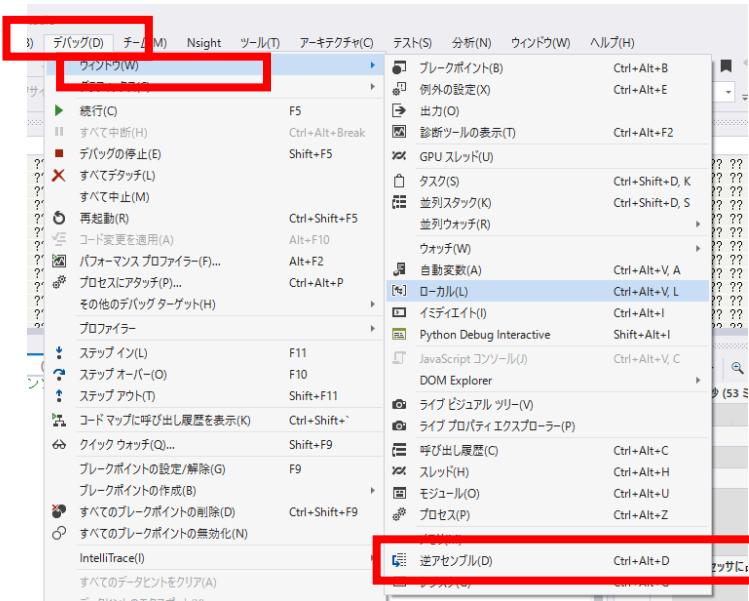 デバッグ(D) チーム(M) Nsight ツール(T) アーキテクチャ(C) テスト(S) 分析(N) ウィンドウ(W) ヘルプ(H)
ウィンドウ(W)
続行(C) F5
すべて中断(H) Ctrl+Alt+Break
デバッグの停止(E) Shift+F5
すべてデタッチ(L)
すべて中止(M)
再起動(R) Ctrl+Shift+F5
コード変更を適用(A) Alt+F10
パフォーマンス プロファイラー(F)... Alt+F2
プロセスにアタッチ(P)... Ctrl+Alt+P
その他のデバッグ ターゲット(H)
プロファイラー
ステップ イン(L) F11
ステップ オーバー(O) F10
ステップ アウト(T) Shift+F11
コード マップに呼び出し履歴を表示(K) Ctrl+Shift+`
クイック ウォッチ(Q)... Shift+F9
ブレークポイントの設定/解除(G) F9
ブレークポイントの作成(B)
すべてのブレークポイントの削除(D) Ctrl+Shift+F9
すべてのブレークポイントの無効化(N)
IntelliTrace(I)
すべてのデータヒントをクリア(A)
ブレークポイント(B) Ctrl+Alt+B
例外の設定(X) Ctrl+Alt+E
出力(O)
診断ツールの表示(T) Ctrl+Alt+F2
GPU スレッド(U)
タスク(S) Ctrl+Shift+D, K
並列スタック(K) Ctrl+Shift+D, S
並列ウォッチ(R)
ウォッチ(W)
自動変数(A) Ctrl+Alt+V, A
ローカル(L) Ctrl+Alt+V, L
イミディエイト(I) Ctrl+Alt+I
Python Debug Interactive Shift+Alt+I
JavaScript コンソール(J) Ctrl+Alt+V, C
DOM Explorer
ライブ ビジュアル ツリー(V)
ライブ プロパティ エクスプローラー(P)
呼び出し履歴(C) Ctrl+Alt+C
スレッド(H) Ctrl+Alt+H
モジュール(O) Ctrl+Alt+U
プロセス(P) Ctrl+Alt+Z
逆アセンブル(D) Ctrl+Alt+D
?? ??
?? ??
?? ??
?? ??
?? ??
?? ??
?? ??
?? ??
?? ??
?? ??
?? ??
?? ??